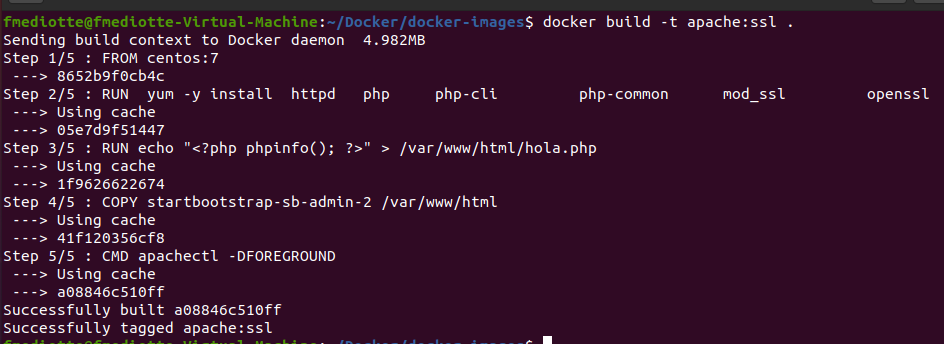 fmediotte@fmediotte-Virtual-Machine:~/Docker/docker-images$ docker build -t apache:ssl .
Sending build context to Docker daemon  4.982MB
Step 1/5 : FROM centos:7
 ---> 8652b9f0cb4c
Step 2/5 : RUN  yum -y install  httpd   php     php-cli         php-common      mod_ssl         openssl
 ---> Using cache
 ---> 05e7d9f51447
Step 3/5 : RUN echo "<?php phpinfo(); ?>" > /var/www/html/hola.php
 ---> Using cache
 ---> 1f9626622674
Step 4/5 : COPY startbootstrap-sb-admin-2 /var/www/html
 ---> Using cache
 ---> 41f120356cf8
Step 5/5 : CMD apachectl -DFOREGROUND
 ---> Using cache
 ---> a08846c510ff
Successfully built a08846c510ff
Successfully tagged apache:ssl
fmediotte@fmediotte-Virtual-Machine:~/Docker/docker-images$